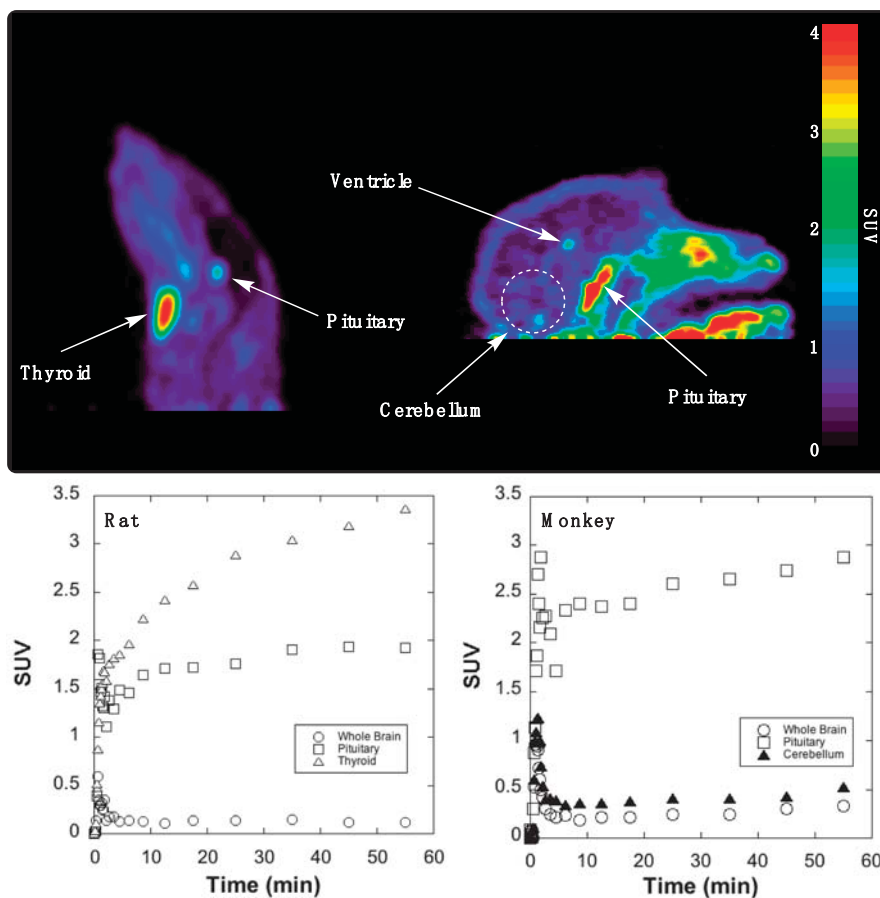 4
Ventricle
3
SUV
2
Pituitary
Thyroid
1
Cerebellum
Pituitary
0
3.5
Rat
3
2.5
2
1.5
1
0.5
0
SUV
Whole Brain
Pituitary
Thyroid
0 10 20 30 40 50 60
Time (min)
3.5
Monkey
3
2.5
2
1.5
1
0.5
0
SUV
Whole Brain
Pituitary
Cerebellum
0 10 20 30 40 50 60
Time (min)